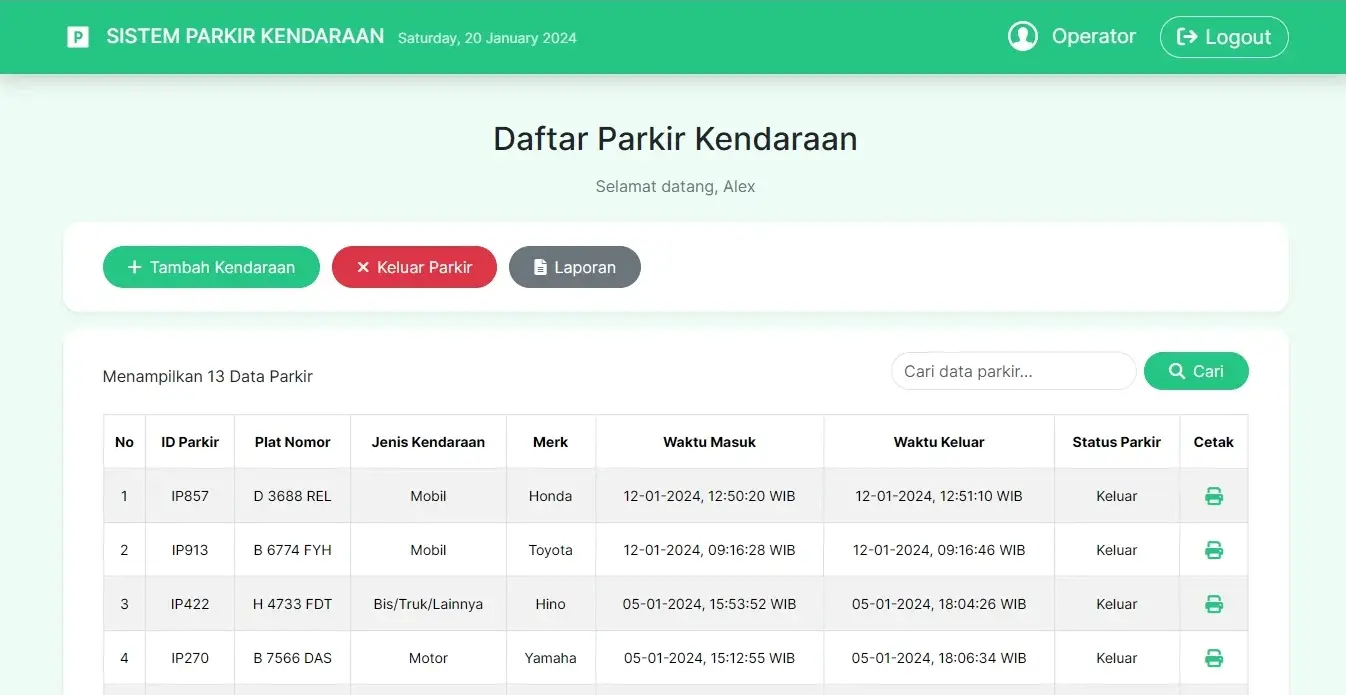 P SISTEM PARKIR KENDARAAN Saturday, 20 January 2024 Operator Logout
Daftar Parkir Kendaraan
Selamat datang, Alex
Tambah Kendaraan Keluar Parkir Laporan
Menampilkan 13 Data Parkir Cari data parkir... Cari
No ID Parkir Plat Nomor Jenis Kendaraan Merk Waktu Masuk Waktu Keluar Status Parkir Cetak
1 IP857 D 3688 REL Mobil Honda 12-01-2024, 12:50:20 WIB 12-01-2024, 12:51:10 WIB Keluar
2 IP913 B 6774 FYH Mobil Toyota 12-01-2024, 09:16:28 WIB 12-01-2024, 09:16:46 WIB Keluar
3 IP422 H 4733 FDT Bis/Truk/Lainnya Hino 05-01-2024, 15:53:52 WIB 05-01-2024, 18:04:26 WIB Keluar
4 IP270 B 7566 DAS Motor Yamaha 05-01-2024, 15:12:55 WIB 05-01-2024, 18:06:34 WIB Keluar